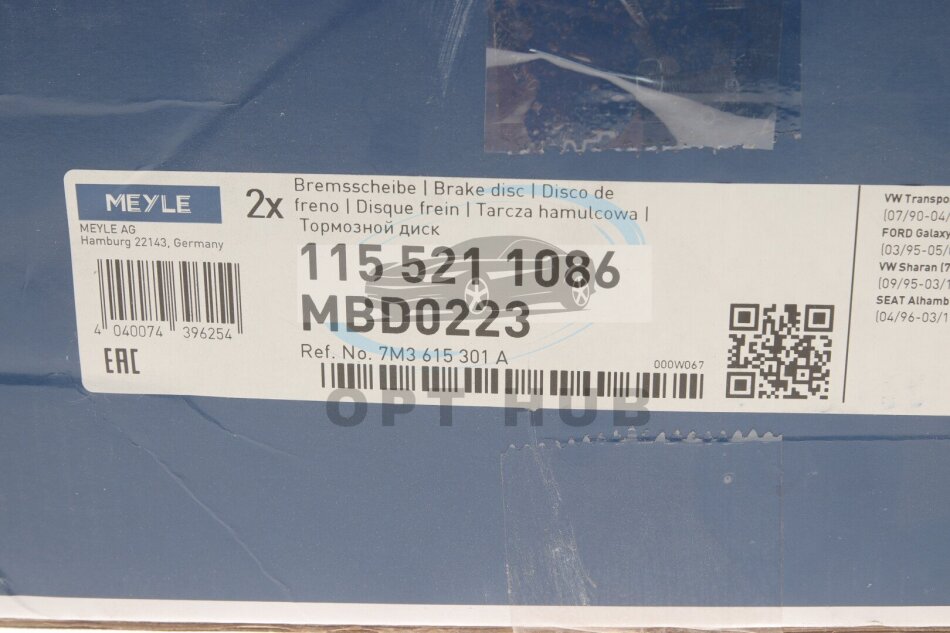 MEYLE
MEYLE AG
Hamburg 22143, Germany
4 040074 396254
EAC
2x
Bremsscheibe | Brake disc | Disco de
freno | Disque frein | Tarcza hamulcowa |
Тормозной диск
115 521 1086
MBD0223
Ref. No. 7M3 615 301 A
000W067
OPT HUB
VW Transpo
(07/90-04/
FORD Galaxy
(03/95-05/
VW Sharan (7
(09/95-03/1
SEAT Alhamb
(04/96-03/1